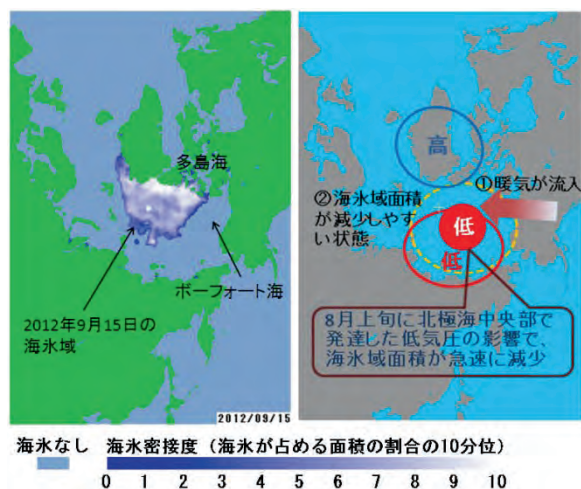 多島海
ボーフォート海
2012年9月15日の
海氷域
2012/09/15
高
①暖気が流入
②海氷域面積
が減少しやす
い状態
低
低
8月上旬に北極海中央部で
発達した低気圧の影響で、
海氷域面積が急速に減少
海氷なし
海氷密接度（海氷が占める面積の割合の10分位）
0 1 2 3 4 5 6 7 8 9 10